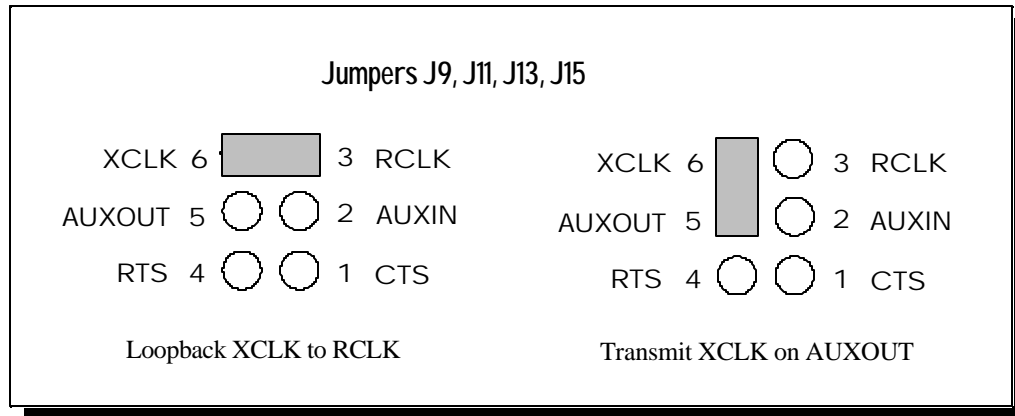 Jumpers J9, J11, J13, J15
XCLK 6 3 RCLK
AUXOUT 5 2 AUXIN
RTS 4 1 CTS
Loopback XCLK to RCLK
XCLK 6 3 RCLK
AUXOUT 5 2 AUXIN
RTS 4 1 CTS
Transmit XCLK on AUXOUT